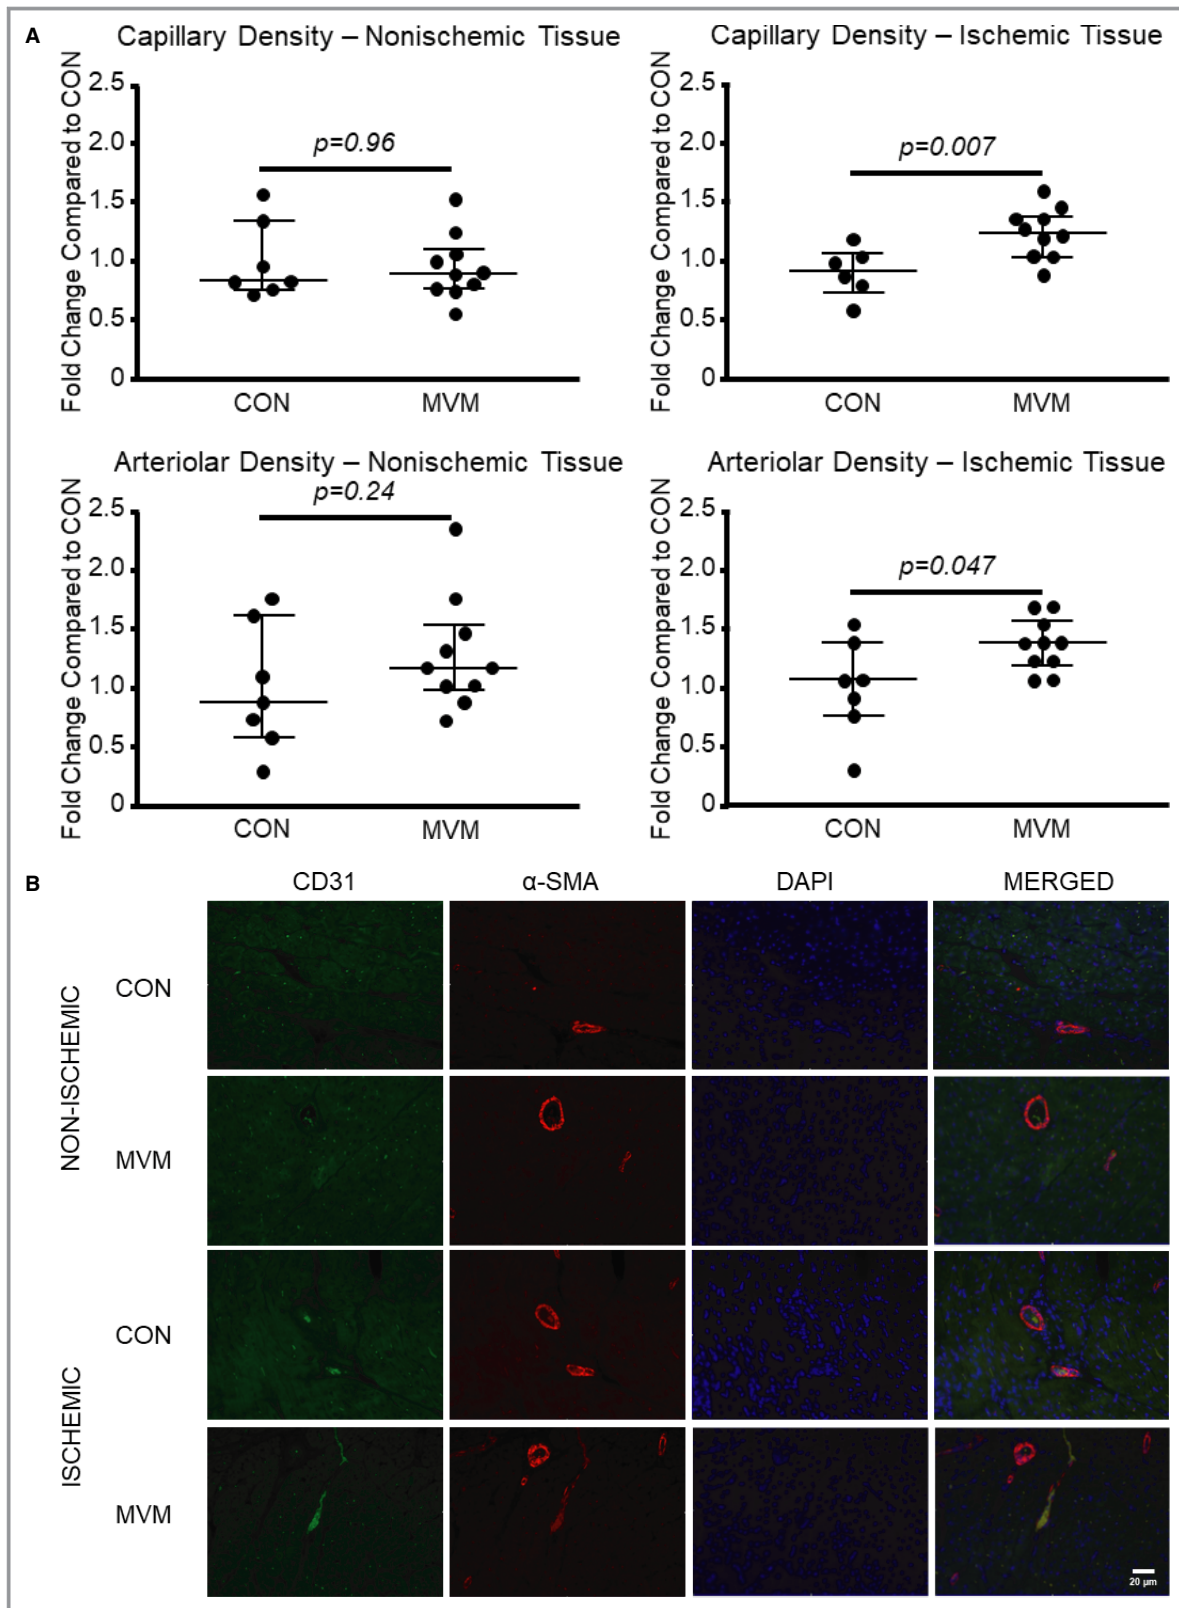 A
Capillary Density – Nonischemic Tissue
Fold Change Compared to CON
2.5
2.0
1.5
1.0
0.5
0
p=0.96
CON MVM
Capillary Density – Ischemic Tissue
Fold Change Compared to CON
2.5
2.0
1.5
1.0
0.5
0
p=0.007
CON MVM
Arteriolar Density – Nonischemic Tissue
Fold Change Compared to CON
2.5
2.0
1.5
1.0
0.5
0
p=0.24
CON MVM
Arteriolar Density – Ischemic Tissue
Fold Change Compared to CON
2.5
2.0
1.5
1.0
0.5
0
p=0.047
CON MVM
B
CD31 α-SMA DAPI MERGED
NON-ISCHEMIC
CON
MVM
ISCHEMIC
CON
MVM
20 µm